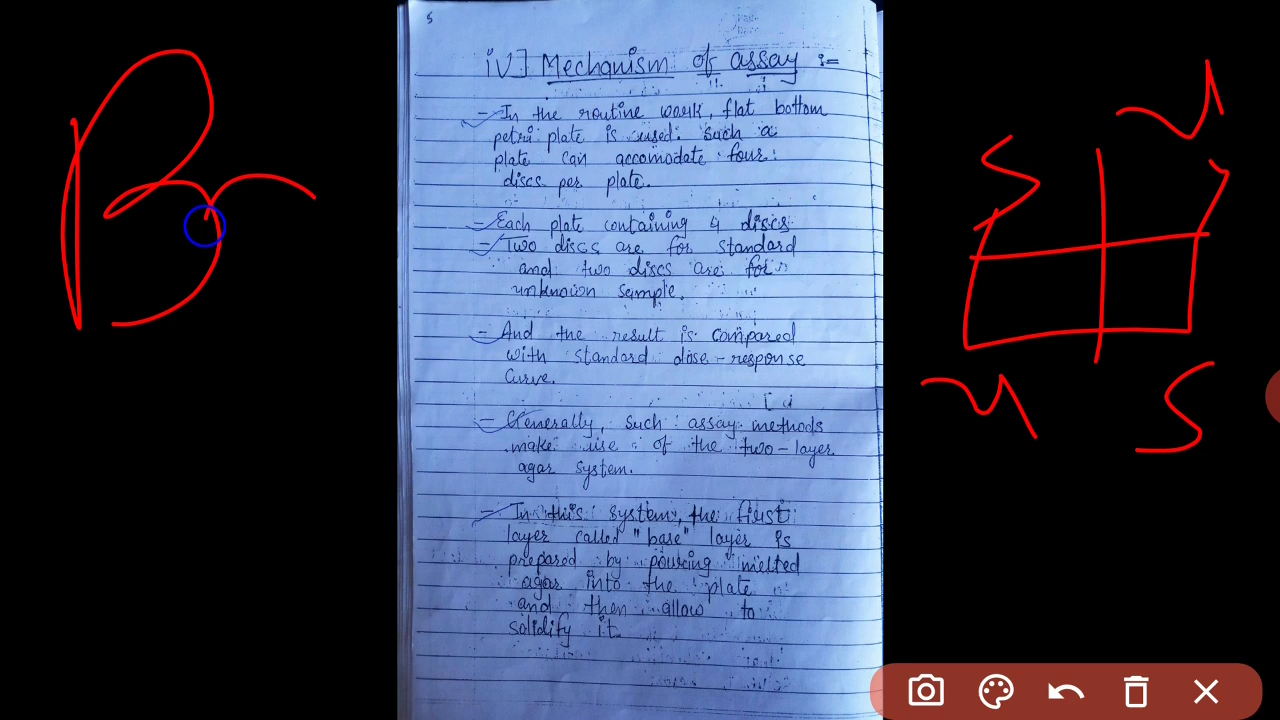 5
iv] Mechanism of assay :=
- In the routine work, flat bottom
petri plate is used. Such a
plate can accomodate four
discs per plate.
- Each plate containing 4 discs
- Two discs are for standard
and two discs are for
unknown sample.
- And the result is compared
with standard dose - response
curve.
- Generally, such assay methods
make use of the two - layer
agar system.
- In this system, the first
layer called "base" layer is
prepared by pouring melted
agar into the plate
and then allow to
solidify it.
Br
S
u
u
S